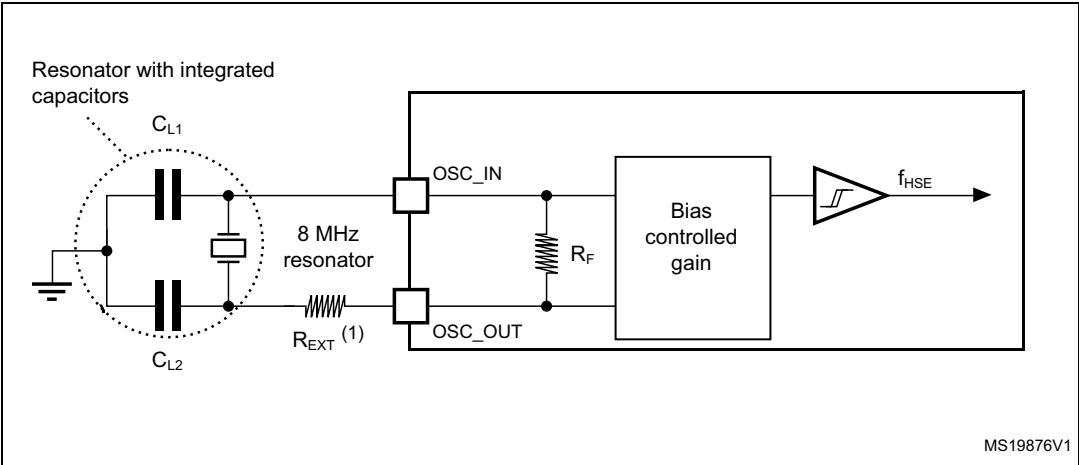 Resonator with integrated
capacitors
CL1
OSC_IN
fHSE
8 MHz
resonator
RF
Bias
controlled
gain
REXT (1)
OSC_OUT
CL2
MS19876V1